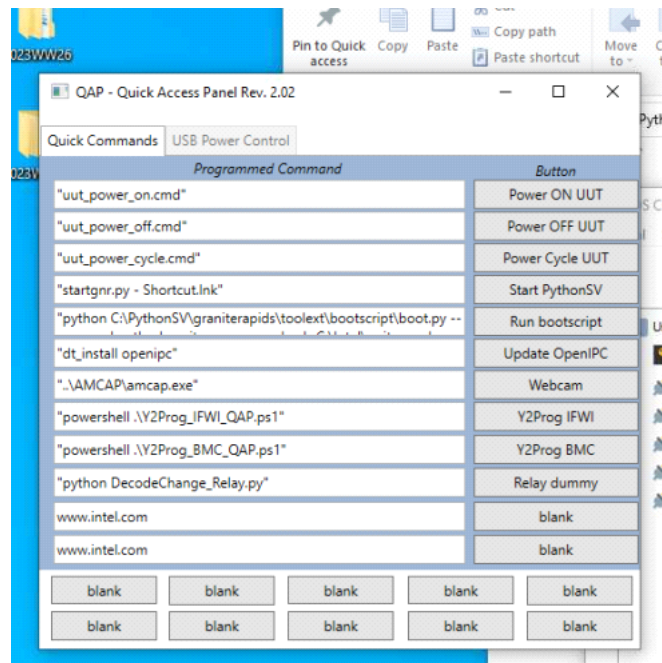 023WW26
Pin to Quick access
Copy
Paste
Cut
Copy path
Paste shortcut
Move to
QAP - Quick Access Panel Rev. 2.02
Quick Commands
USB Power Control
Programmed Command
Button
"uut_power_on.cmd"
Power ON UUT
"uut_power_off.cmd"
Power OFF UUT
"uut_power_cycle.cmd"
Power Cycle UUT
"startgnr.py - Shortcut.lnk"
Start PythonSV
"python C:\PythonSV\graniterapids\toolext\bootscript\boot.py --
Run bootscript
"dt_install openipc"
Update OpenIPC
"..\AMCAP\amcap.exe"
Webcam
"powershell .\Y2Prog_IFWI_QAP.ps1"
Y2Prog IFWI
"powershell .\Y2Prog_BMC_QAP.ps1"
Y2Prog BMC
"python DecodeChange_Relay.py"
Relay dummy
www.intel.com
blank
www.intel.com
blank
blank
blank
blank
blank
blank
blank
blank
blank
blank
blank